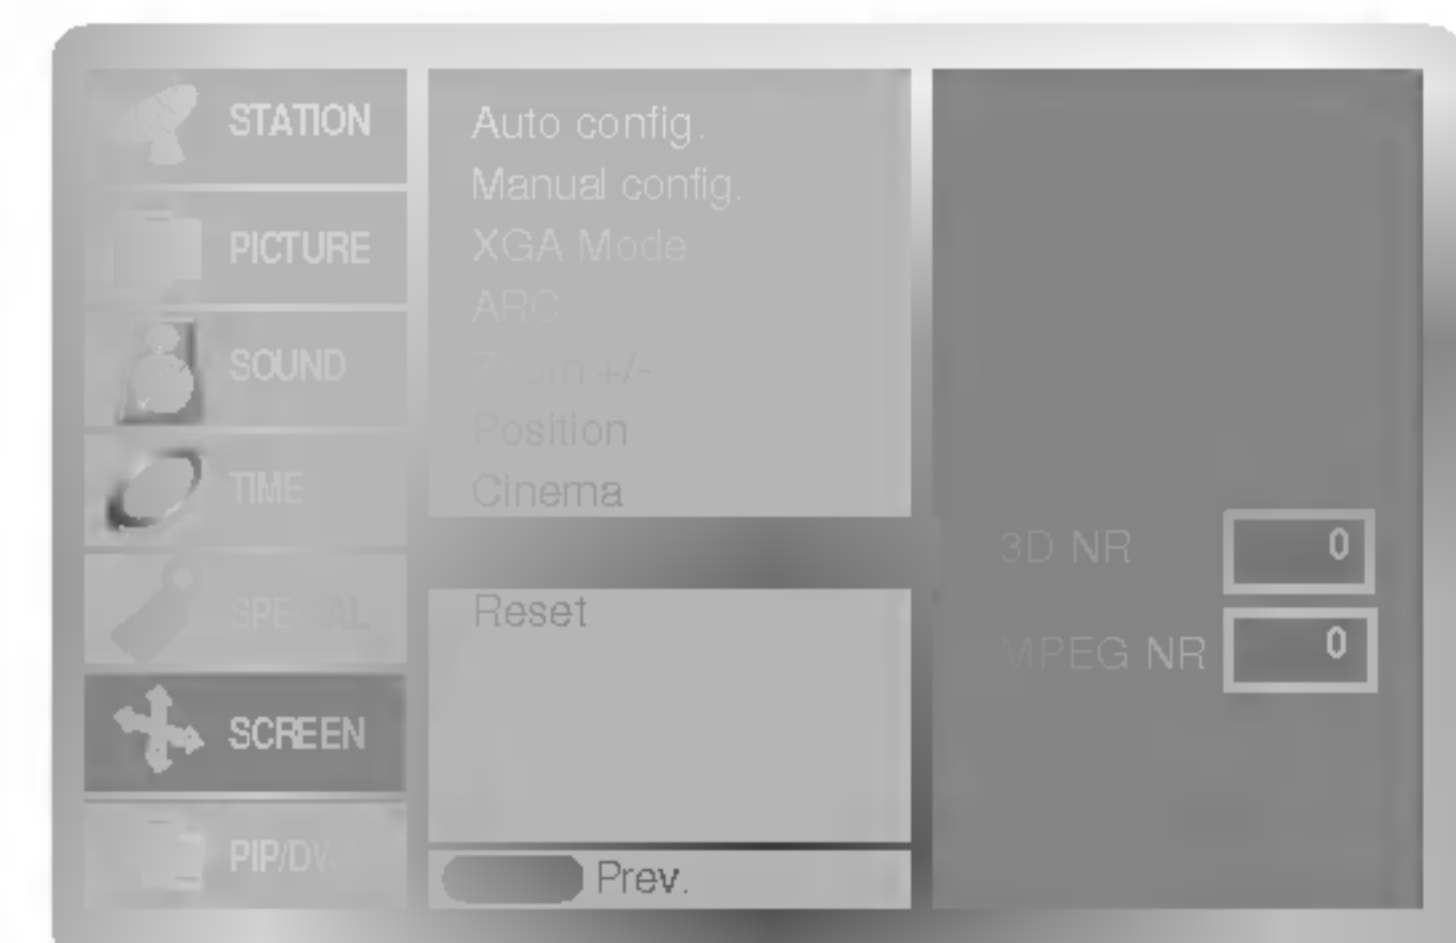 STATION
PICTURE
SOUND
TIME
SCREEN
Auto config.
Manual config.
XGA Mode
ARC
+/-
Position
Cinema
Reset
Prev.
3D NR 0
MPEG NR 0